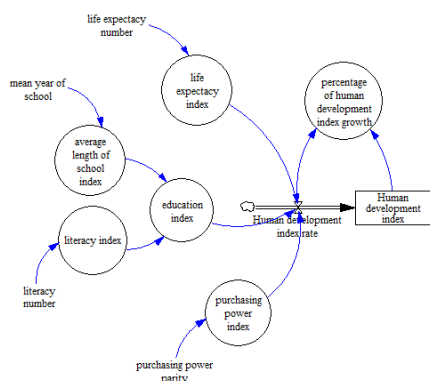 life expectacy
number
life
expectacy
index
percentage
of human
development
index growth
mean year of
school
average
length of
school
index
education
index
literacy index
Human development
index rate
Human
development
index
literacy
number
purchasing
power
index
purchasing power
parity